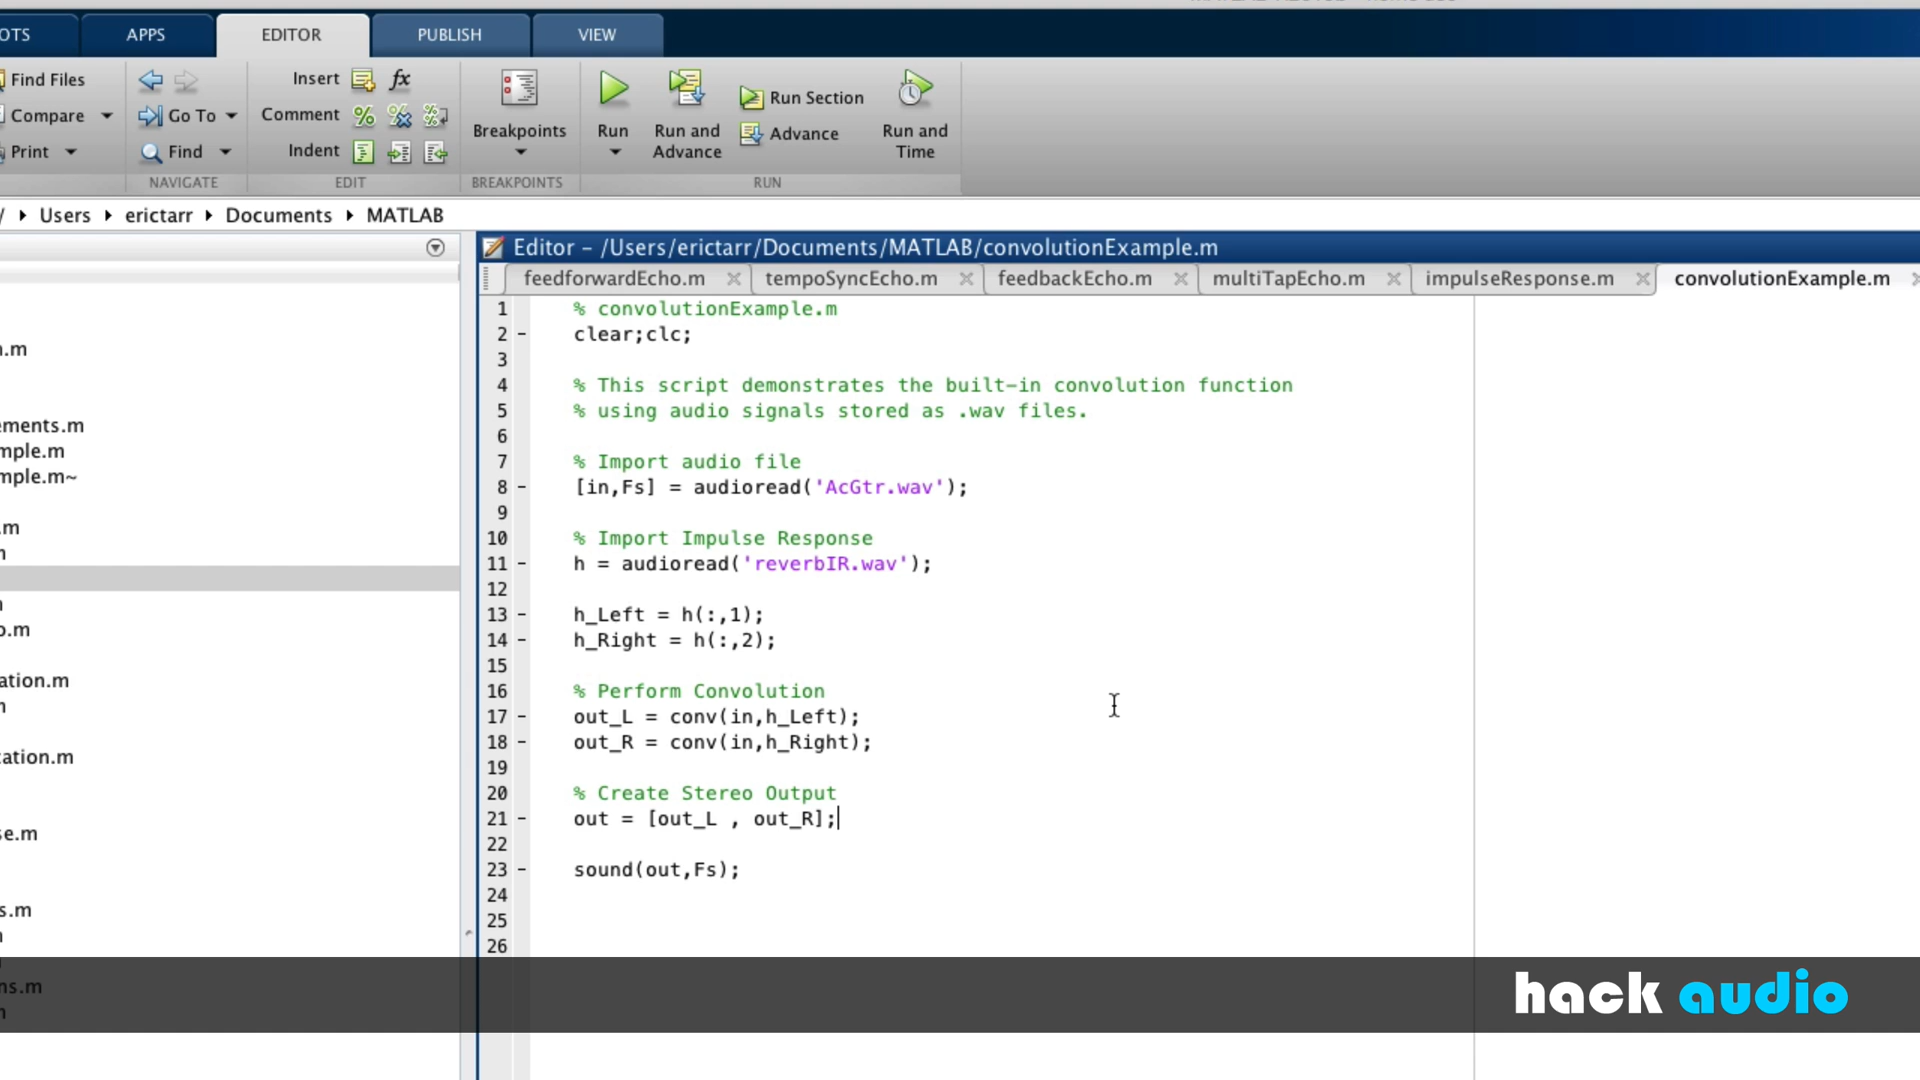 OTS APPS EDITOR PUBLISH VIEW
Find Files Insert fx Run Section
Compare Go To Comment Breakpoints Run Run and Advance Advance Run and Time
Print Find Indent
NAVIGATE EDIT BREAKPOINTS RUN
/ Users erictarr Documents MATLAB
Editor – /Users/erictarr/Documents/MATLAB/convolutionExample.m
feedforwardEcho.m tempoSyncEcho.m feedbackEcho.m multiTapEcho.m impulseResponse.m convolutionExample.m
1 % convolutionExample.m
2 – clear;clc;
3
4 % This script demonstrates the built-in convolution function
5 % using audio signals stored as .wav files.
6
7 % Import audio file
8 – [in,Fs] = audioread('AcGtr.wav');
9
10 % Import Impulse Response
11 – h = audioread('reverbIR.wav');
12
13 – h_Left = h(:,1);
14 – h_Right = h(:,2);
15
16 % Perform Convolution
17 – out_L = conv(in,h_Left);
18 – out_R = conv(in,h_Right);
19
20 % Create Stereo Output
21 – out = [out_L , out_R];
22
23 – sound(out,Fs);
24
25
26
ements.m
mple.m
mple.m~
ation.m
hack audio